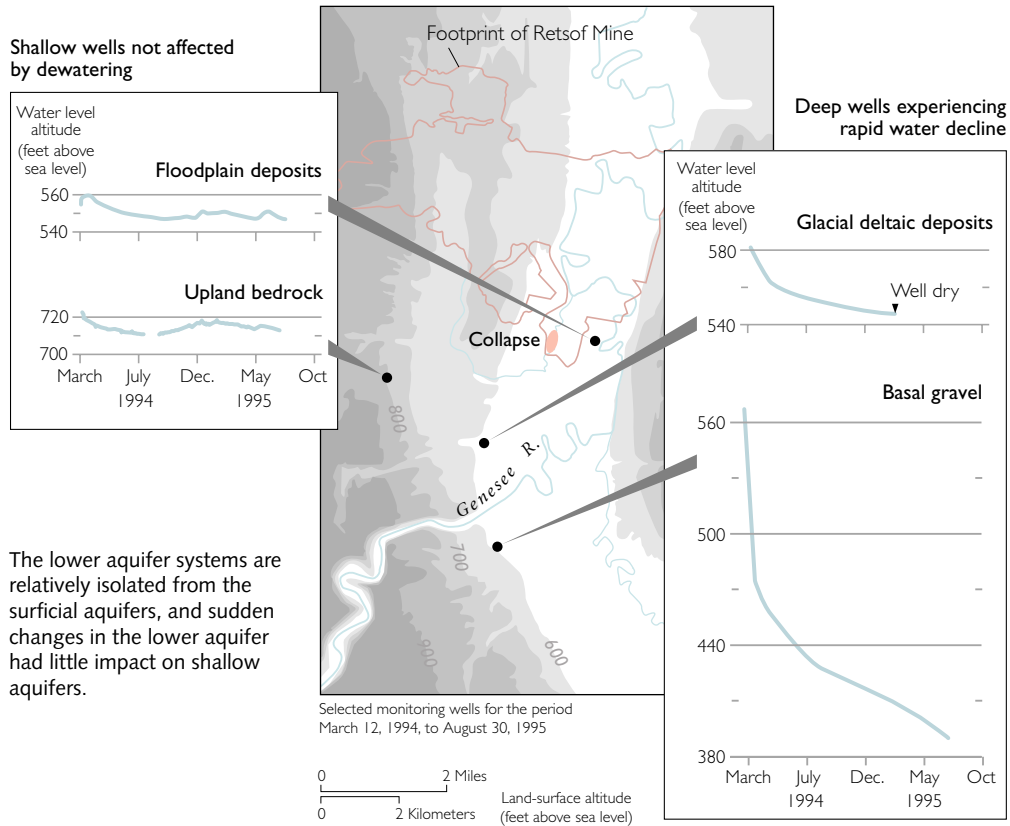 Shallow wells not affected
by dewatering
Water level
altitude
(feet above
sea level)
Floodplain deposits
560
540
Upland bedrock
720
700
March July Dec. May Oct
1994 1995
The lower aquifer systems are
relatively isolated from the
surficial aquifers, and sudden
changes in the lower aquifer
had little impact on shallow
aquifers.
Footprint of Retsof Mine
Collapse
800
Genesee R.
700
900
600
Selected monitoring wells for the period
March 12, 1994, to August 30, 1995
0 2 Miles
0 2 Kilometers
Land-surface altitude
(feet above sea level)
Deep wells experiencing
rapid water decline
Water level
altitude
(feet above
sea level)
Glacial deltaic deposits
580
Well dry
540
Basal gravel
560
500
440
380
March July Dec. May Oct
1994 1995